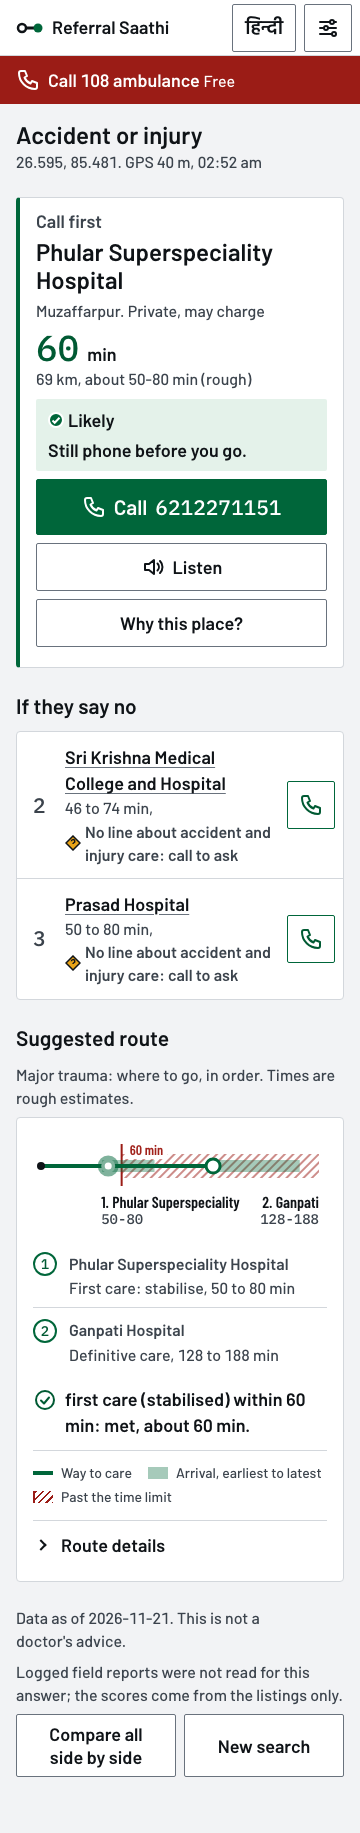 Referral Saathi
हिन्दी
Call 108 ambulance Free
Accident or injury
26.595, 85.481. GPS 40 m, 02:52 am
Call first
Phular Superspeciality
Hospital
Muzaffarpur. Private, may charge
60 min
69 km, about 50-80 min (rough)
Likely
Still phone before you go.
Call 6212271151
Listen
Why this place?
If they say no
2
Sri Krishna Medical
College and Hospital
46 to 74 min,
No line about accident and
injury care: call to ask
3
Prasad Hospital
50 to 80 min,
No line about accident and
injury care: call to ask
Suggested route
Major trauma: where to go, in order. Times are
rough estimates.
60 min
1. Phular Superspeciality 2. Ganpati
50-80 128-188
1 Phular Superspeciality Hospital
First care: stabilise, 50 to 80 min
2 Ganpati Hospital
Definitive care, 128 to 188 min
first care (stabilised) within 60
min: met, about 60 min.
Way to care Arrival, earliest to latest
Past the time limit
Route details
Data as of 2026-11-21. This is not a
doctor's advice.
Logged field reports were not read for this
answer; the scores come from the listings only.
Compare all
side by side
New search